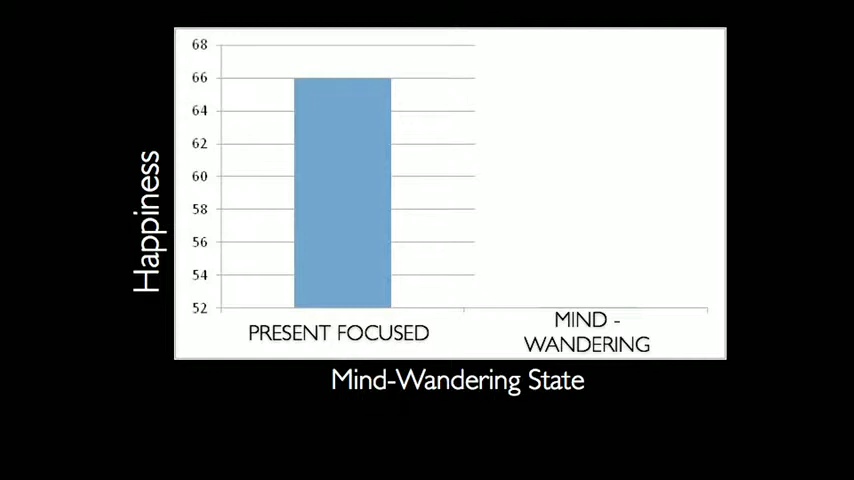 68
66
64
62
60
58
56
54
52
Happiness
PRESENT FOCUSED
MIND -
WANDERING
Mind-Wandering State